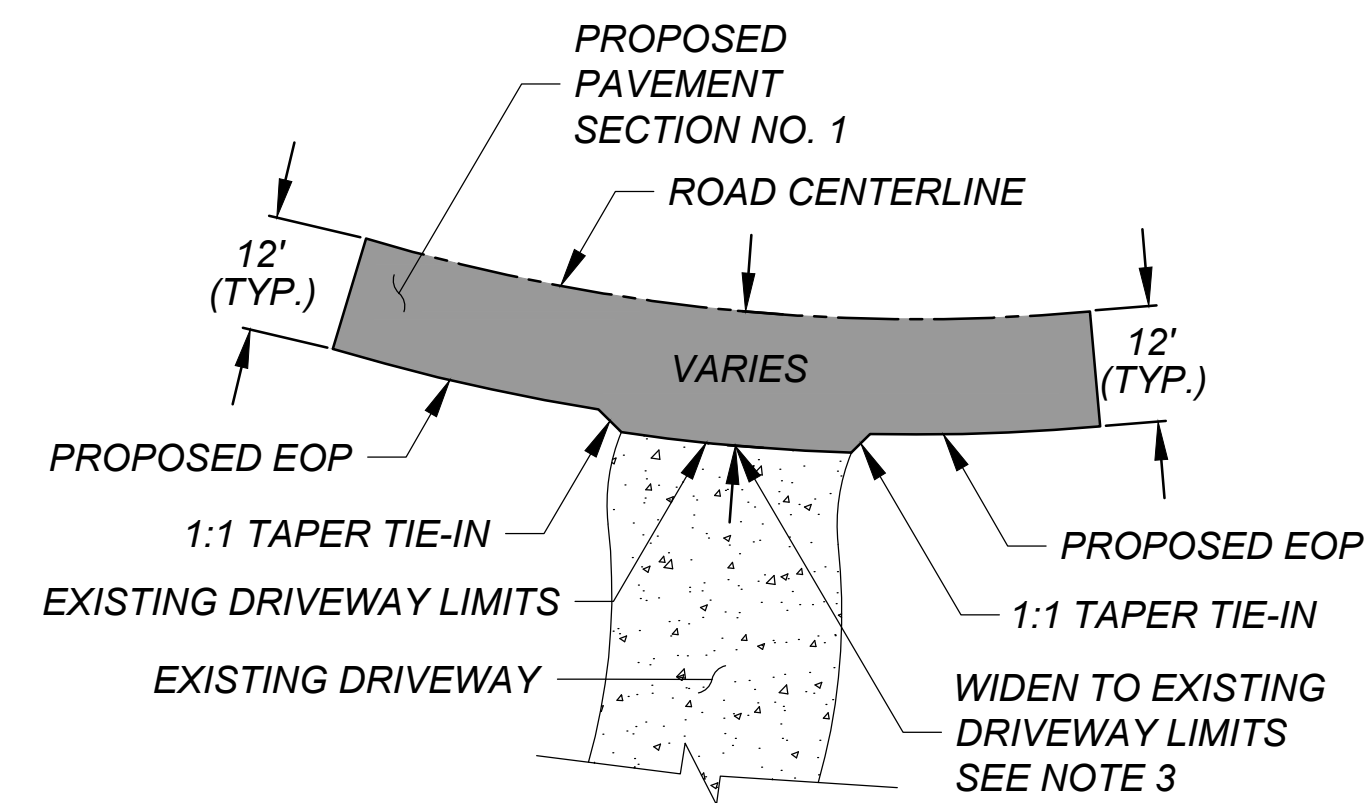 PROPOSED
PAVEMENT
SECTION NO. 1
ROAD CENTERLINE
12'
(TYP.)
VARIES
12'
(TYP.)
PROPOSED EOP
1:1 TAPER TIE-IN
EXISTING DRIVEWAY LIMITS
EXISTING DRIVEWAY
PROPOSED EOP
1:1 TAPER TIE-IN
WIDEN TO EXISTING
DRIVEWAY LIMITS
SEE NOTE 3